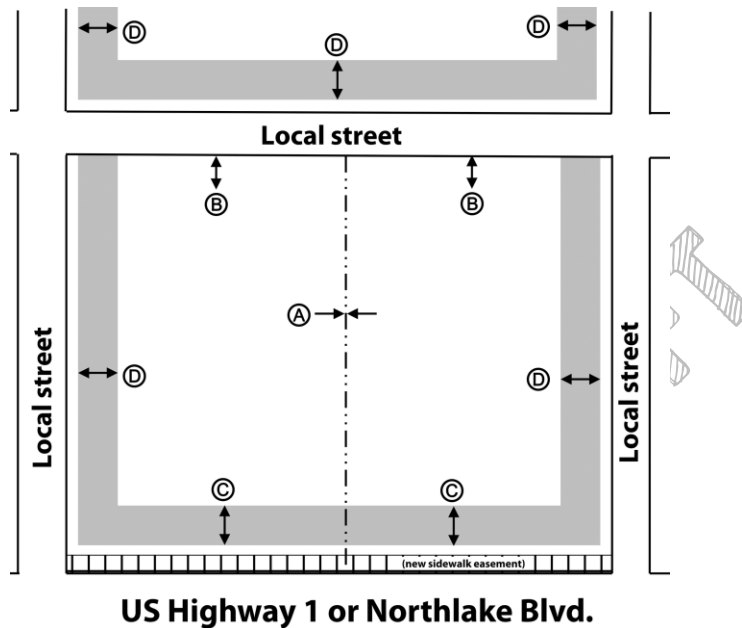 Ⓓ
Ⓓ
Ⓓ
Local street
Ⓑ
Ⓑ
Ⓐ
Local street
Ⓓ
Ⓓ
Local street
Ⓒ
Ⓒ
(new sidewalk easement)
US Highway 1 or Northlake Blvd.